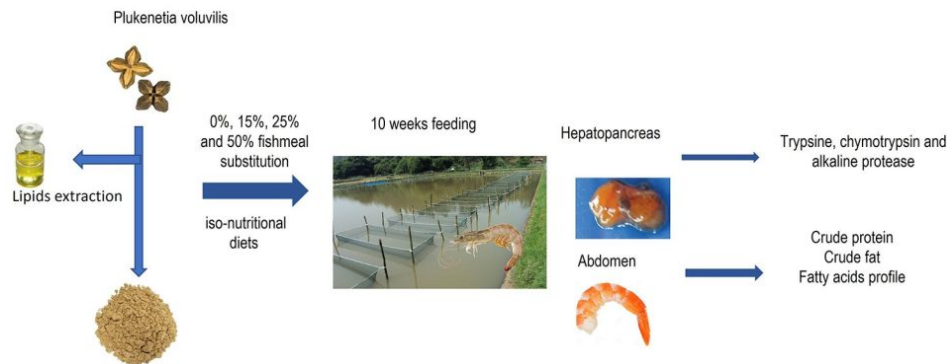 Plukenetia voluvilis
Lipids extraction
0%, 15%, 25%
and 50% fishmeal
substitution
iso-nutritional
diets
10 weeks feeding
Hepatopancreas
Abdomen
Trypsine, chymotrypsin and
alkaline protease
Crude protein
Crude fat
Fatty acids profile